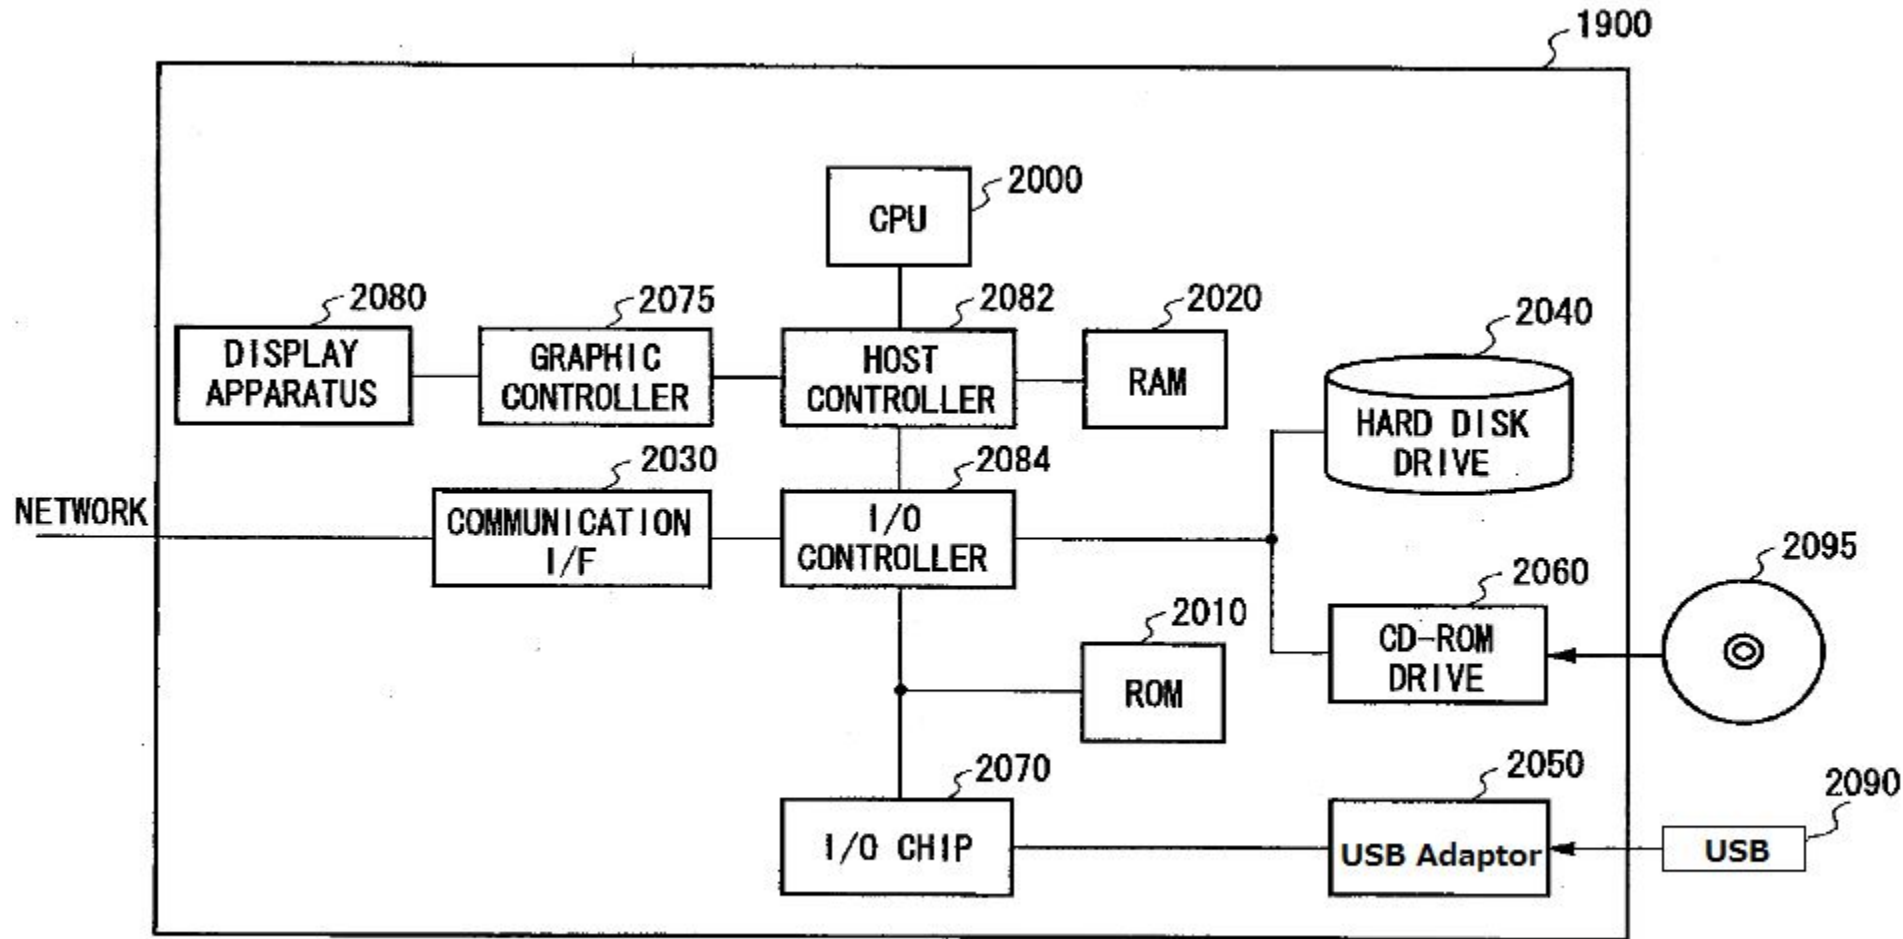 1900
2000
CPU
2080
2075
2082
2020
2040
DISPLAY
APPARATUS
GRAPHIC
CONTROLLER
HOST
CONTROLLER
RAM
HARD DISK
DRIVE
2030
2084
NETWORK
COMMUNICATION
I/F
I/O
CONTROLLER
2095
2060
2010
CD-ROM
DRIVE
ROM
2070
2050
2090
I/O CHIP
USB Adaptor
USB